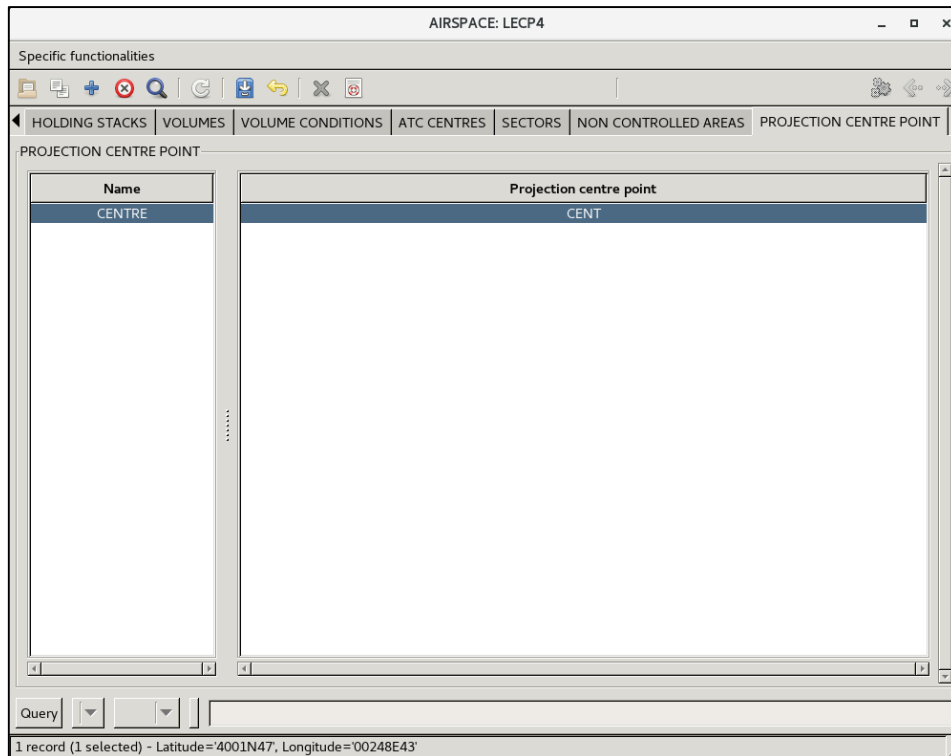 AIRSPACE: LECP4
Specific functionalities
HOLDING STACKS VOLUMES VOLUME CONDITIONS ATC CENTRES SECTORS NON CONTROLLED AREAS PROJECTION CENTRE POINT
PROJECTION CENTRE POINT
Name Projection centre point
CENTRE CENT
Query
1 record (1 selected) - Latitude='4001N47', Longitude='00248E43'